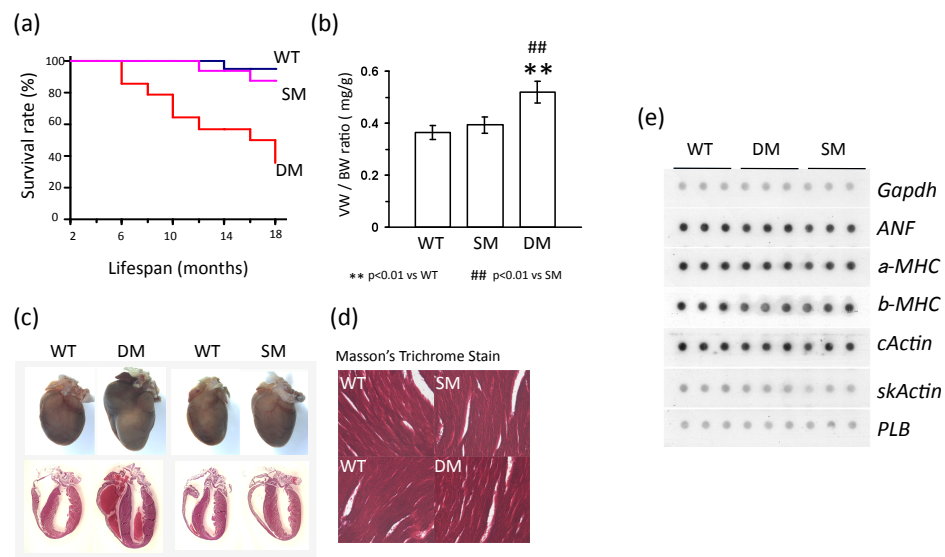 (a)
Survival rate (%)
100
80
60
40
20
0
2
6
10
14
18
Lifespan (months)
WT
SM
DM
(b)
VW / BW ratio ( mg/g)
0.6
0.4
0.2
0
##
**
WT
SM
DM
** p<0.01 vs WT
## p<0.01 vs SM
(c)
WT
DM
WT
SM
(d)
Masson’s Trichrome Stain
WT
SM
WT
DM
(e)
WT
DM
SM
Gapdh
ANF
a-MHC
b-MHC
cActin
skActin
PLB